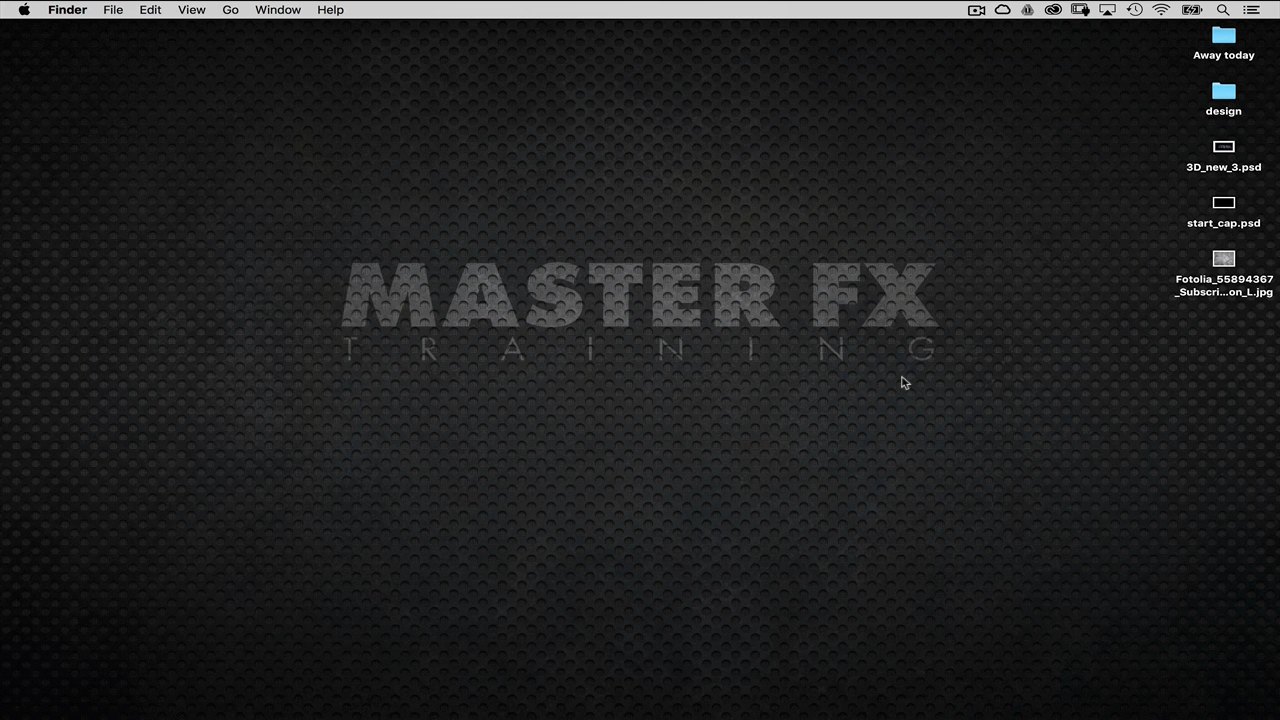 Finder File Edit View Go Window Help
Away today
design
3D_new_3.psd
start_cap.psd
Fotolia_55894367
_Subscri...on_L.jpg
MASTER FX
TRAINING